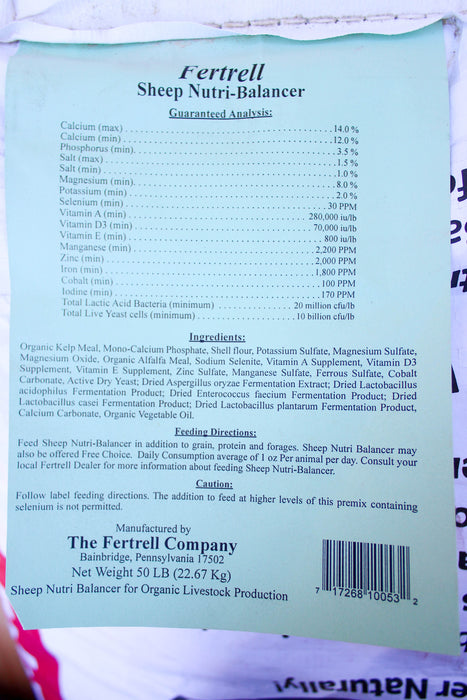 Fertrell
Sheep Nutri-Balancer
Guaranteed Analysis:
Calcium (max) 14.0 %
Calcium (min) 12.0 %
Phosphorus (min) 3.5 %
Salt (max) 1.5 %
Salt (min) 1.0 %
Magnesium (min) 8.0 %
Potassium (min) 2.0 %
Selenium (min) 30 PPM
Vitamin A (min) 280,000 iu/lb
Vitamin D3 (min) 70,000 iu/lb
Vitamin E (min) 800 iu/lb
Manganese (min) 2,200 PPM
Zinc (min) 2,000 PPM
Iron (min) 1,800 PPM
Cobalt (min) 100 PPM
Iodine (min) 170 PPM
Total Lactic Acid Bacteria (minimum) 20 million cfu/lb
Total Live Yeast cells (minimum) 10 billion cfu/lb
Ingredients:
Organic Kelp Meal, Mono-Calcium Phosphate, Shell flour, Potassium Sulfate, Magnesium Sulfate,
Magnesium Oxide, Organic Alfalfa Meal, Sodium Selenite, Vitamin A Supplement, Vitamin D3
Supplement, Vitamin E Supplement, Zinc Sulfate, Manganese Sulfate, Ferrous Sulfate, Cobalt
Carbonate, Active Dry Yeast; Dried Aspergillus oryzae Fermentation Extract; Dried Lactobacillus
acidophilus Fermentation Product; Dried Enterococcus faecium Fermentation Product; Dried
Lactobacillus casei Fermentation Product; Dried Lactobacillus plantarum Fermentation Product,
Calcium Carbonate, Organic Vegetable Oil.
Feeding Directions:
Feed Sheep Nutri-Balancer in addition to grain, protein and forages. Sheep Nutri-Balancer may
also be offered Free Choice. Daily Consumption average of 1 oz Per animal per day. Consult your
local Fertrell Dealer for more information about feeding Sheep Nutri-Balancer.
Caution:
Follow label feeding directions. The addition to feed at higher levels of this premix containing
selenium is not permitted.
Manufactured by
The Fertrell Company
Bainbridge, Pennsylvania 17502
Net Weight 50 LB (22.67 Kg)
Sheep Nutri Balancer for Organic Livestock Production
7 17268 10053 2
er Naturally!